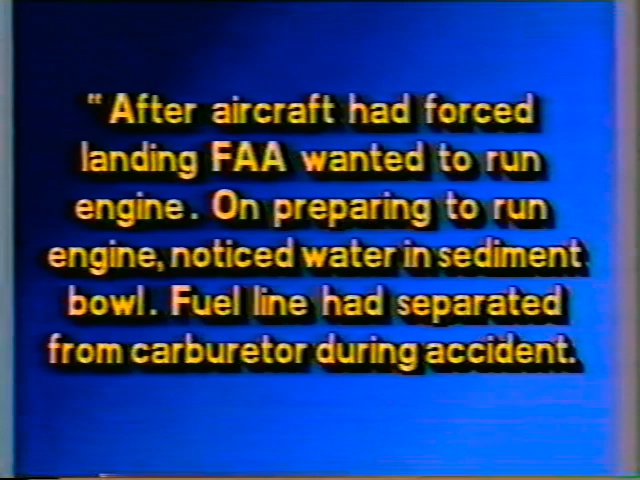 "After aircraft had forced
landing FAA wanted to run
engine. On preparing to run
engine, noticed water in sediment
bowl. Fuel line had separated
from carburetor during accident.